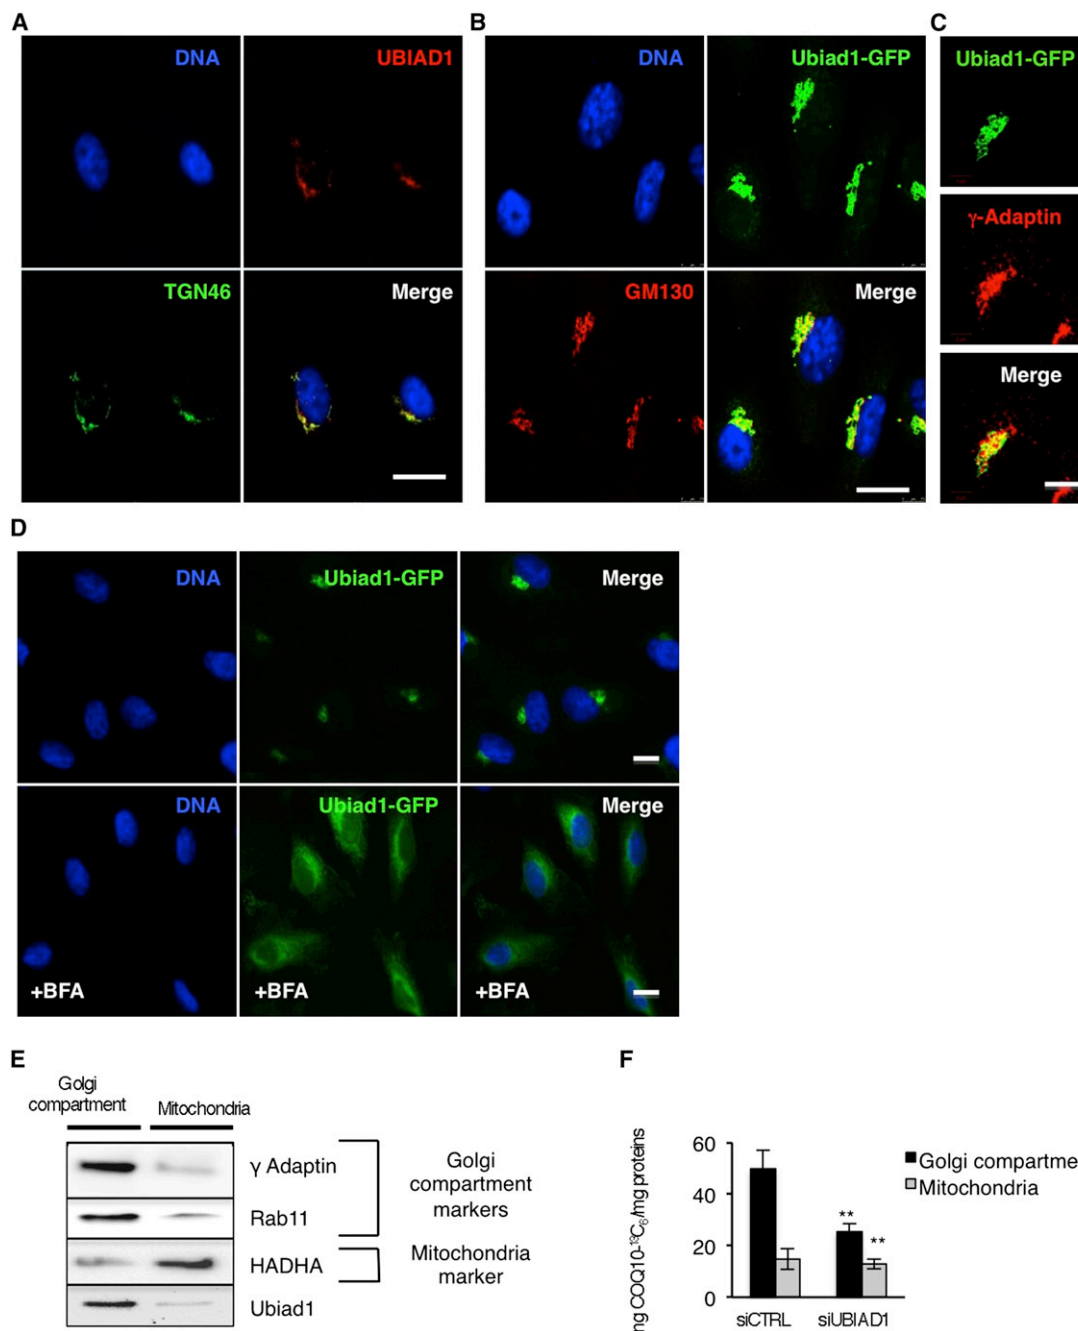 A
B
C
DNA
UBIAD1
DNA
Ubiad1-GFP
Ubiad1-GFP
γ-Adaptin
TGN46
Merge
GM130
Merge
Merge
D
DNA
Ubiad1-GFP
Merge
DNA
Ubiad1-GFP
Merge
+BFA
+BFA
+BFA
E
Golgi
compartment
Mitochondria
γ Adaptin
Rab11
HADHA
Ubiad1
Golgi
compartment
markers
Mitochondria
marker
F
ng COQ10-¹³C₆/mg proteins
60
40
20
0
**
**
siCTRL
siUBIAD1
Golgi compartme
Mitochondria